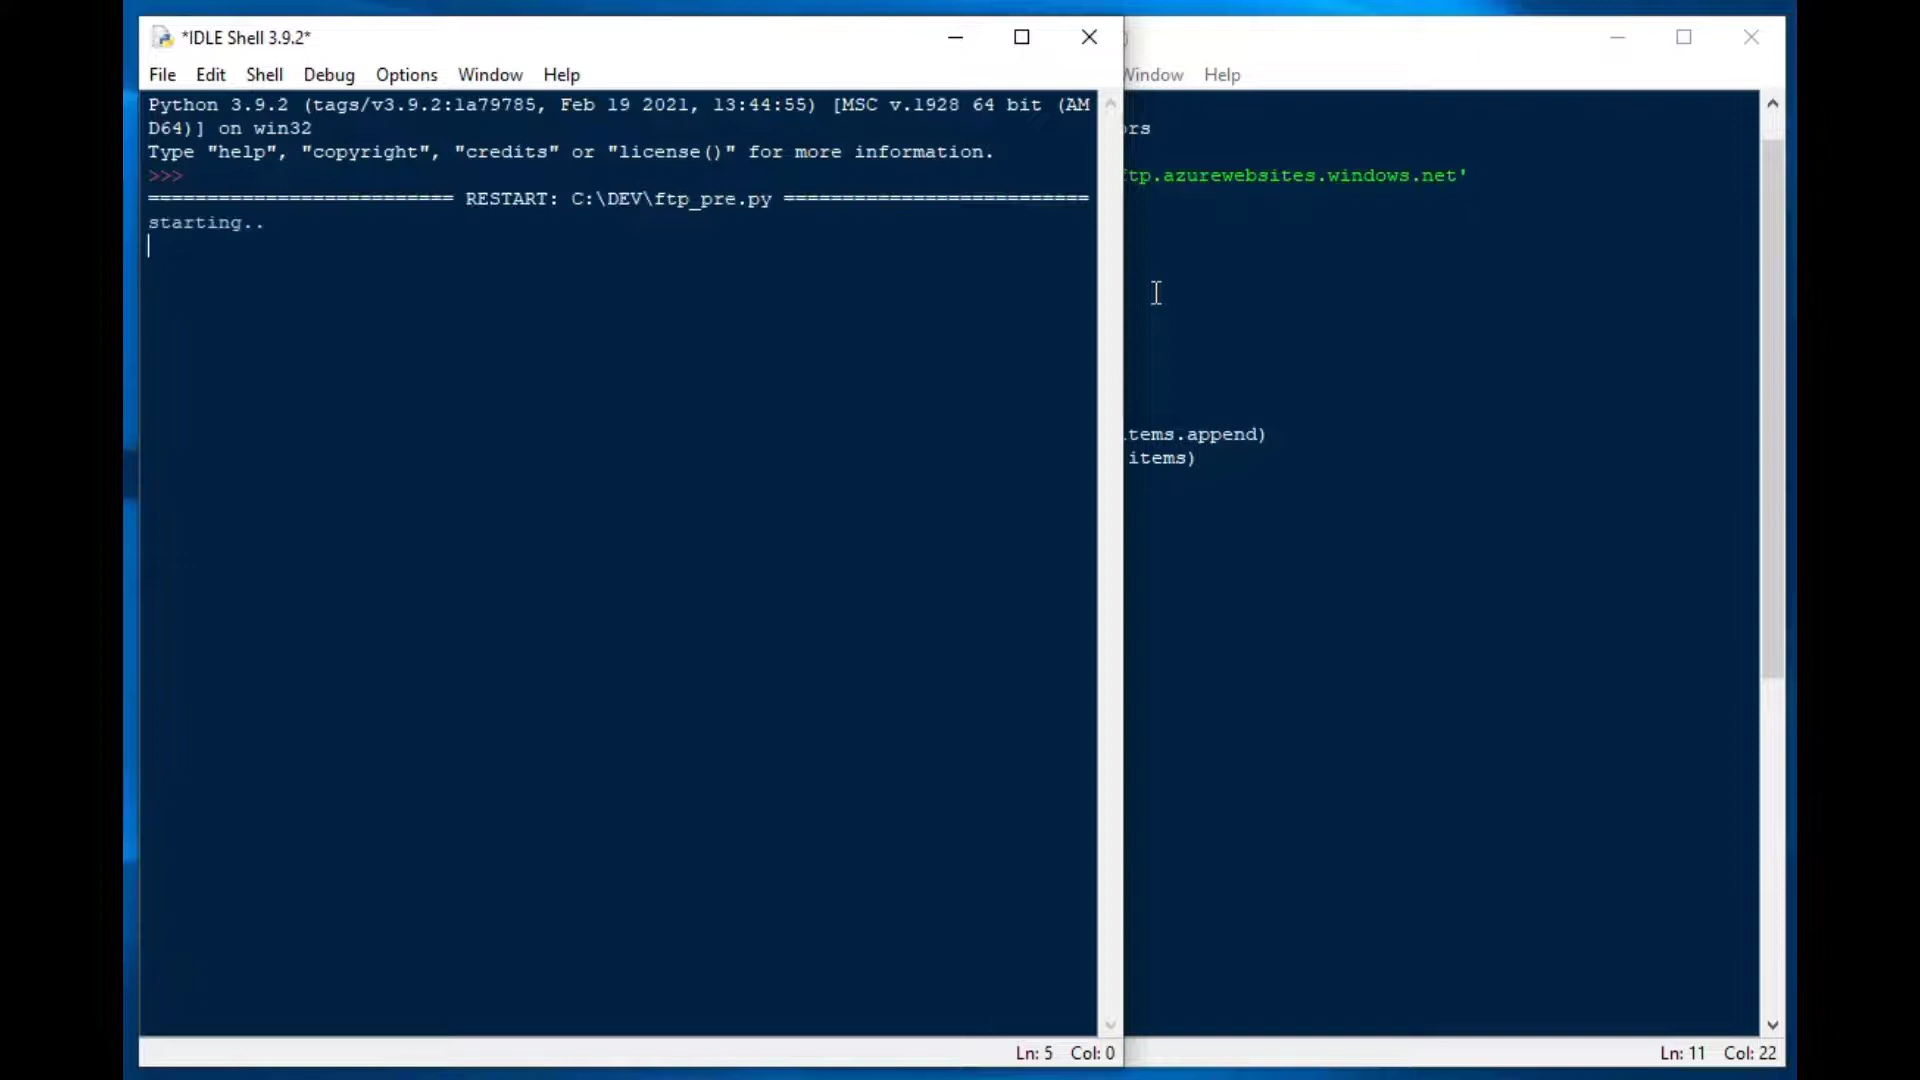 *IDLE Shell 3.9.2*
File Edit Shell Debug Options Window Help
Python 3.9.2 (tags/v3.9.2:1a79785, Feb 19 2021, 13:44:55) [MSC v.1928 64 bit (AM
D64)] on win32
Type "help", "copyright", "credits" or "license()" for more information.
>>>
========================== RESTART: C:\DEV\ftp_pre.py ==========================
starting..
Ln: 5 Col: 0
Window Help
ors
ftp.azurewebsites.windows.net'
items.append)
items)
Ln: 11 Col: 22